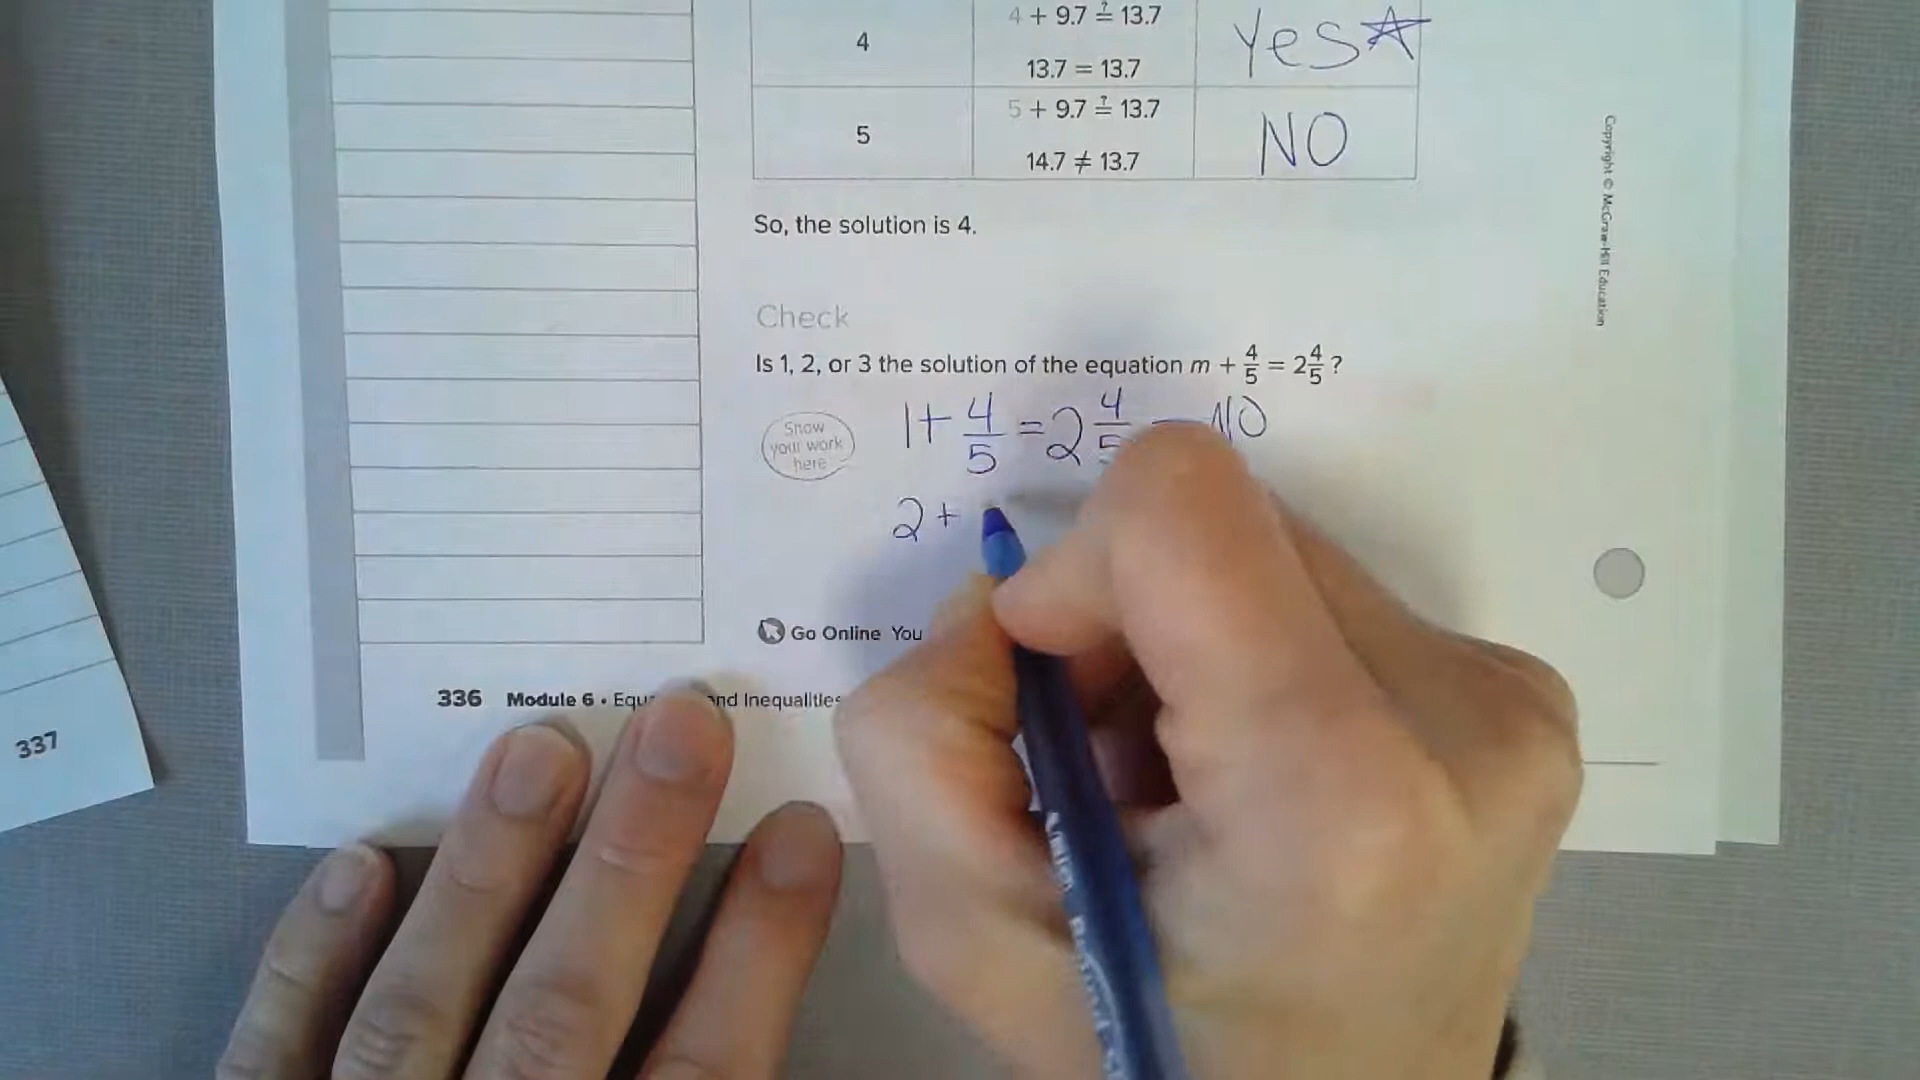 4 4 + 9.7 ≟ 13.7 Yes☆
13.7 = 13.7
5 5 + 9.7 ≟ 13.7 NO
14.7 ≠ 13.7
So, the solution is 4.
Check
Is 1, 2, or 3 the solution of the equation m + 4/5 = 2 4/5 ?
Show
your work
here
1 + 4/5 = 2 4/5 – NO
2 +
Go Online You
336 Module 6 • and Inequalities
337
Copyright © McGraw-Hill Education